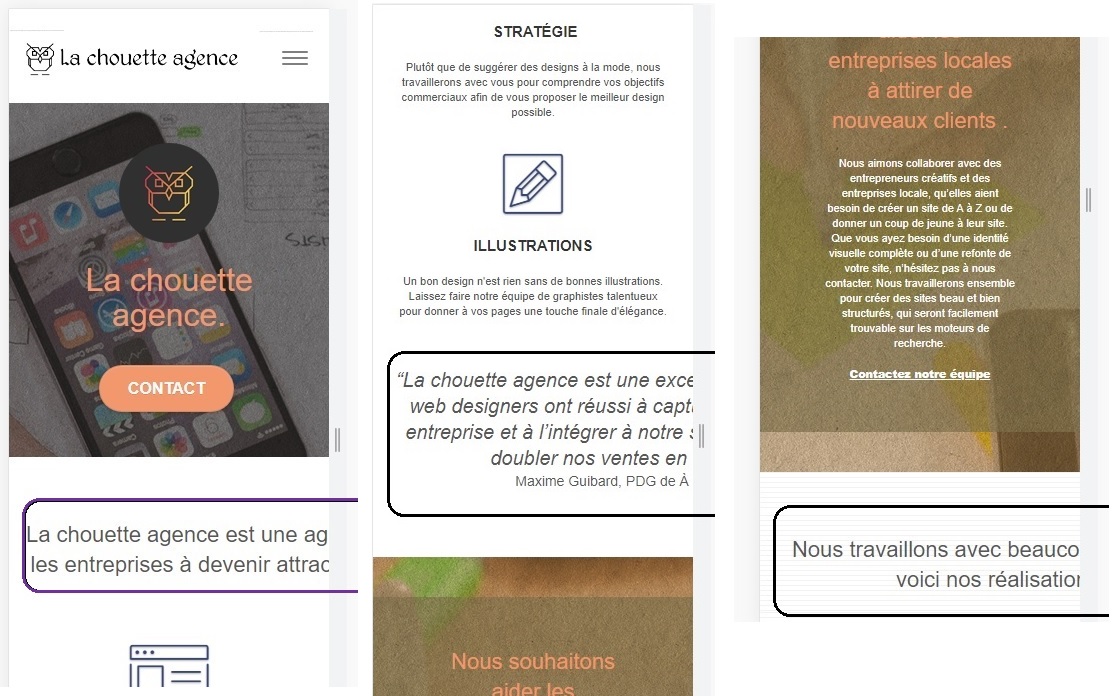 La chouette agence
La chouette
agence.
CONTACT
La chouette agence est une ag
les entreprises à devenir attrac
STRATÉGIE
Plutôt que de suggérer des designs à la mode, nous
travaillerons avec vous pour comprendre vos objectifs
commerciaux afin de vous proposer le meilleur design
possible.
ILLUSTRATIONS
Un bon design n'est rien sans de bonnes illustrations.
Laissez faire notre équipe de graphistes talentueux
pour donner à vos pages une touche finale d'élégance.
“La chouette agence est une exce
web designers ont réussi à capt
entreprise et à l'intégrer à notre s
doubler nos ventes en
Maxime Guibard, PDG de À
Nous souhaitons
aider les
entreprises locales
à attirer de
nouveaux clients .
Nous aimons collaborer avec des
entrepreneurs créatifs et des
entreprises locale, qu'elles aient
besoin de créer un site de A à Z ou de
donner un coup de jeune à leur site.
Que vous ayez besoin d'une identité
visuelle complète ou d'une refonte de
votre site, n'hésitez pas à nous
contacter. Nous travaillerons ensemble
pour créer des sites beau et bien
structurés, qui seront facilement
trouvable sur les moteurs de
recherche.
Contactez notre équipe
Nous travaillons avec beauco
voici nos réalisation